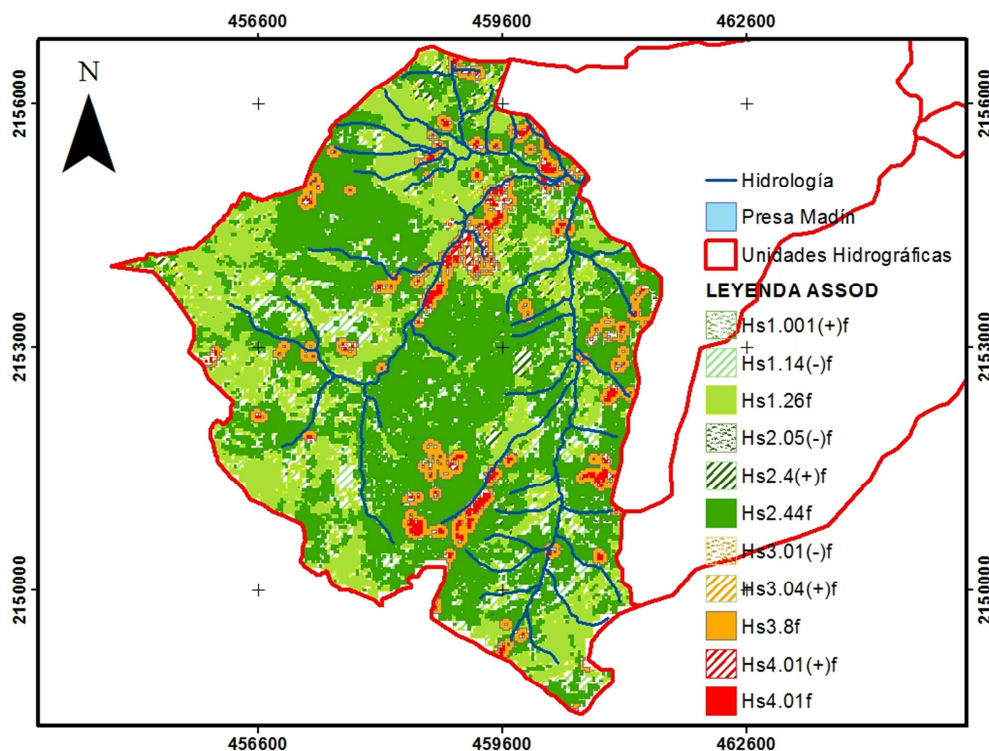 456600 459600 462600
N
2156000 2156000
Hidrología
Presa Madín
Unidades Hidrográficas
LEYENDA ASSOD
Hs1.001(+)f
2153000 2153000
Hs1.14(-)f
Hs1.26f
Hs2.05(-)f
Hs2.4(+)f
Hs2.44f
Hs3.01(-)f
Hs3.04(+)f
2150000 2150000
Hs3.8f
Hs4.01(+)f
Hs4.01f
456600 459600 462600